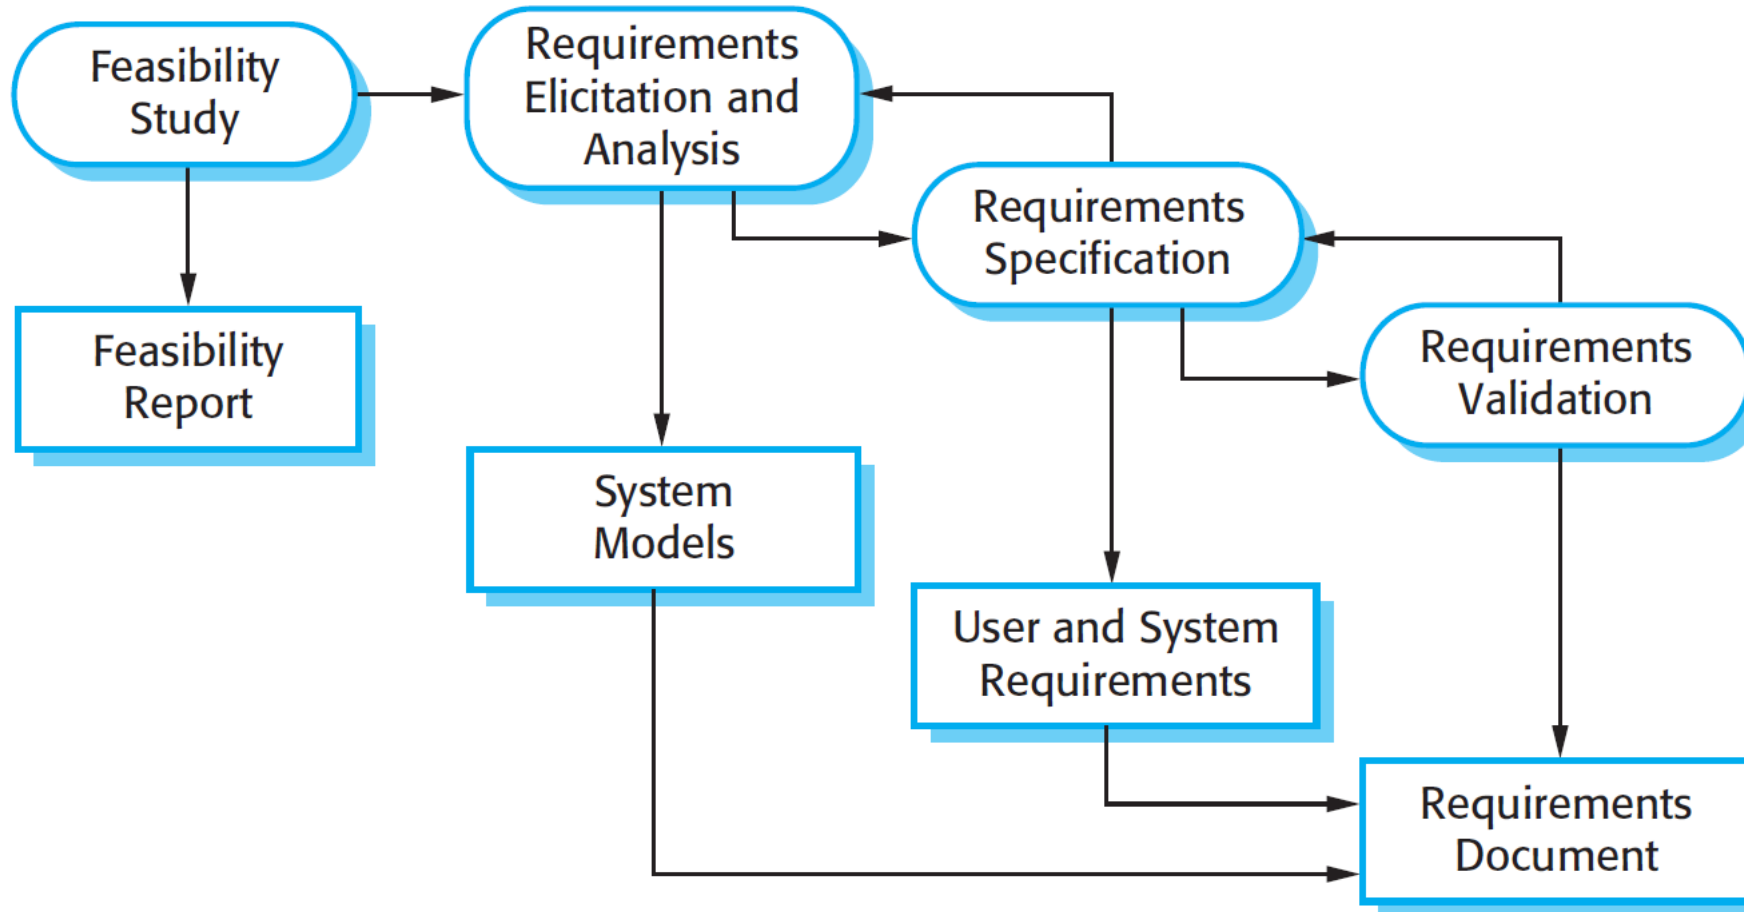 Feasibility
Study
Requirements
Elicitation and
Analysis
Requirements
Specification
Requirements
Validation
Feasibility
Report
System
Models
User and System
Requirements
Requirements
Document